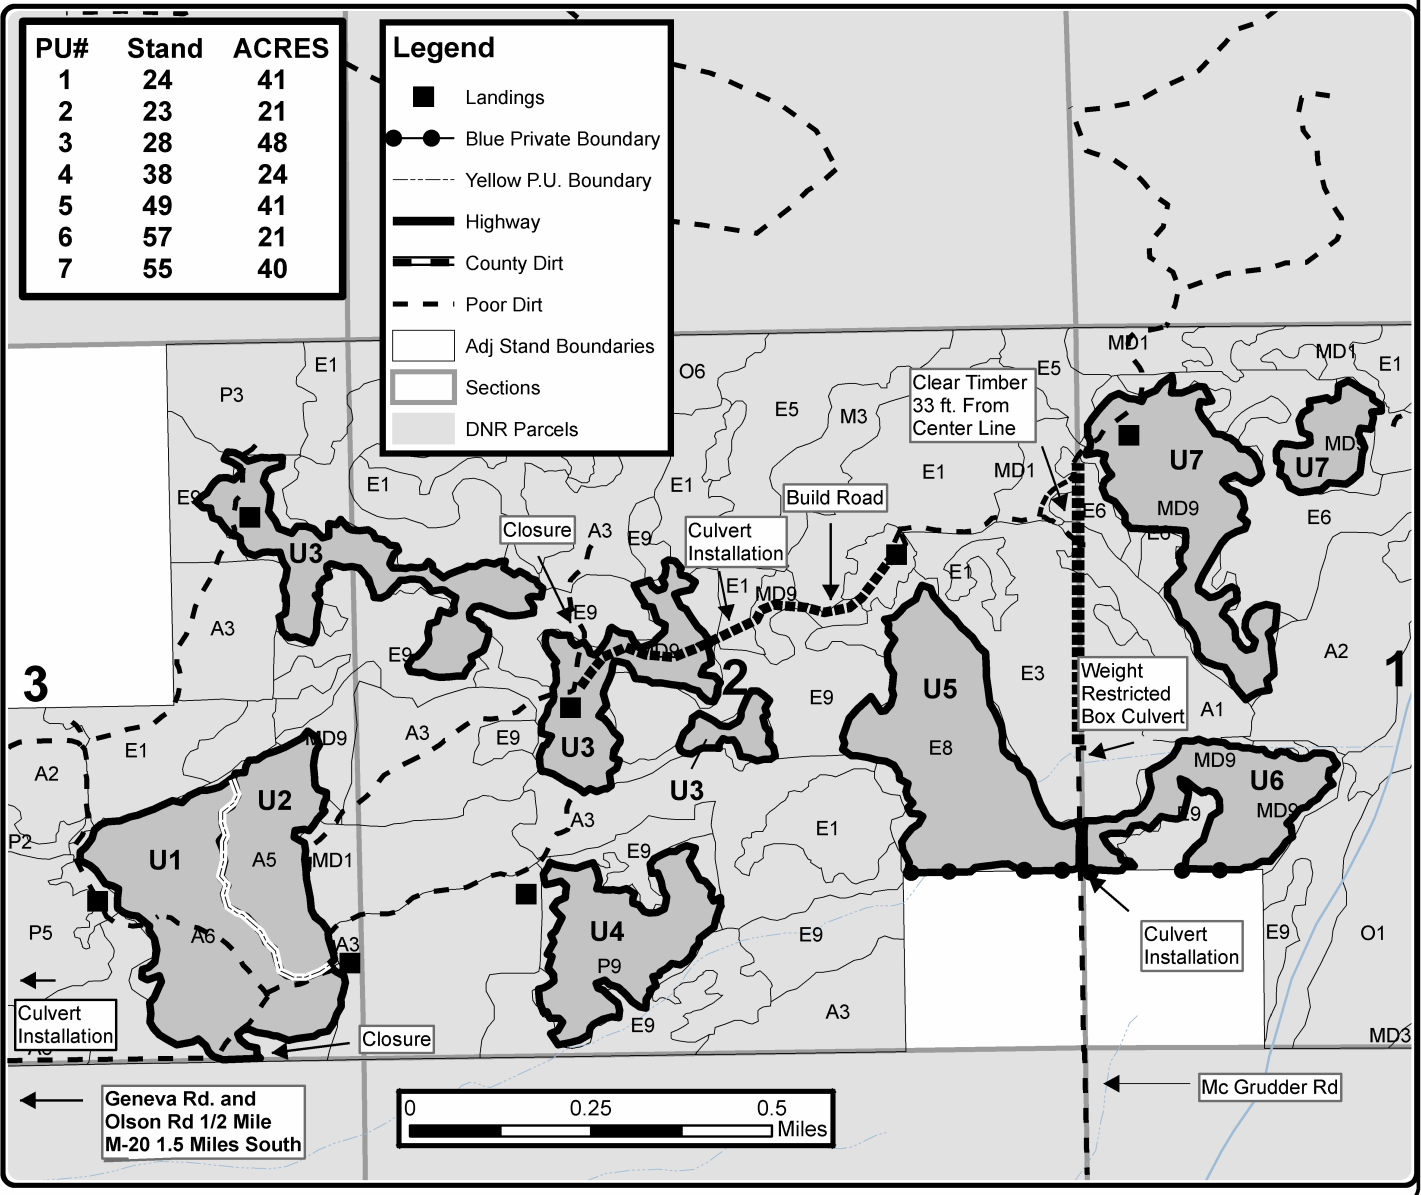 PU# Stand ACRES
1 24 41
2 23 21
3 28 48
4 38 24
5 49 41
6 57 21
7 55 40
Legend
Landings
Blue Private Boundary
Yellow P.U. Boundary
Highway
County Dirt
Poor Dirt
Adj Stand Boundaries
Sections
DNR Parcels
MD1
MD1
E1
E1
O6
E5
P3
Clear Timber
33 ft. From
Center Line
E5
M3
MD9
U7
U7
E1
E1
E1
MD1
E9
Build Road
MD9
E6
E6
E6
Closure
A3
E9
Culvert
Installation
U3
E1
E1
MD9
E9
A3
A2
E9
MD9
3
2
1
E3
Weight
Restricted
Box Culvert
U5
E9
A1
MD9
E1
A3
E9
U3
E8
MD9
A2
U6
U2
U3
MD9
E9
A3
E1
P2
U1
A5
MD1
E9
P5
A6
A3
U4
E9
P9
Culvert
Installation
E9
O1
Culvert
Installation
A3
E9
Closure
MD3
Mc Grudder Rd
Geneva Rd. and
Olson Rd 1/2 Mile
M-20 1.5 Miles South
0 0.25 0.5
Miles